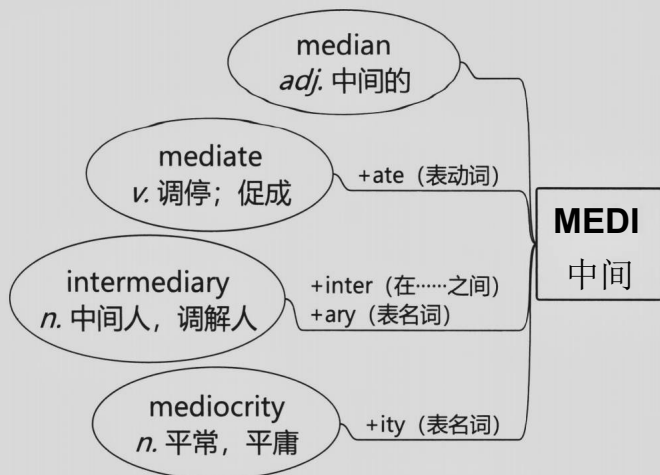 median
adj. 中间的
mediate
v. 调停；促成
+ate（表动词）
MEDI
中间
intermediary
n. 中间人，调解人
+inter（在……之间）
+ary（表名词）
mediocrity
n. 平常，平庸
+ity（表名词）